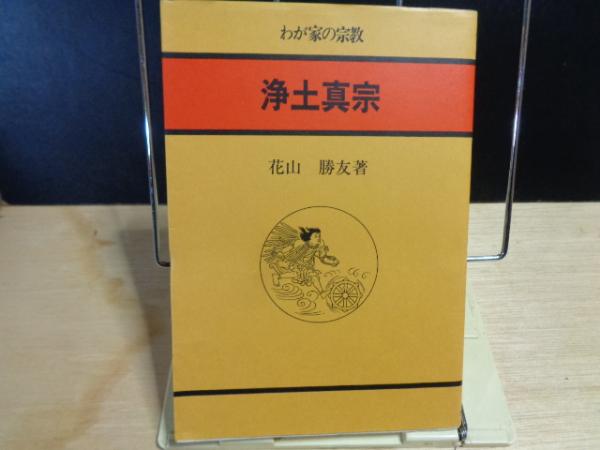 わが家の宗教
浄土真宗
花山　勝友著